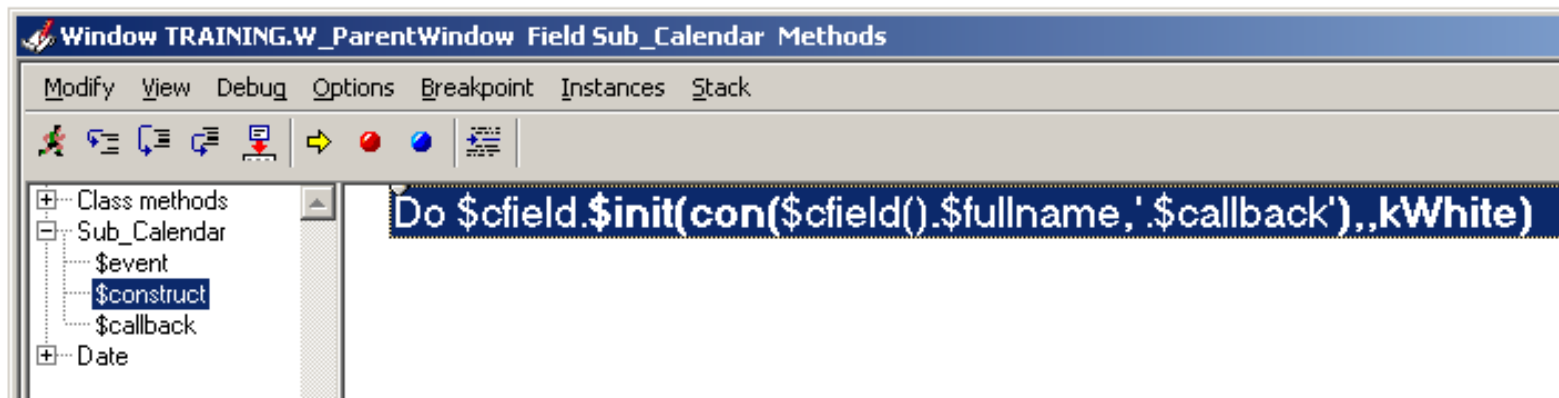 Window TRAINING.W_ParentWindow Field Sub_Calendar Methods
Modify View Debug Options Breakpoint Instances Stack
Class methods
Sub_Calendar
$event
$construct
$callback
Date
Do $cfield.$init(con($cfield().$fullname,'.$callback'),,kWhite)